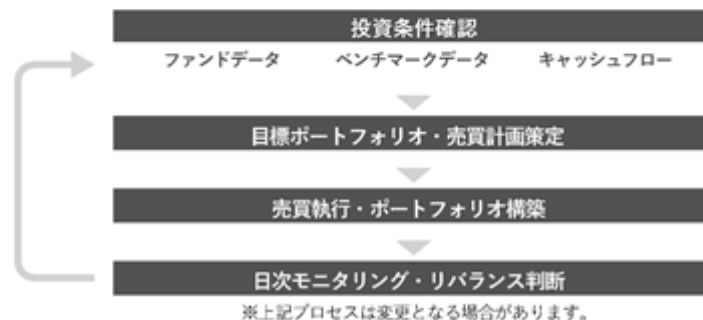 投資条件確認
ファンドデータ ベンチマークデータ キャッシュフロー
目標ポートフォリオ・売買計画策定
売買執行・ポートフォリオ構築
日次モニタリング・リバランス判断
※上記プロセスは変更となる場合があります。